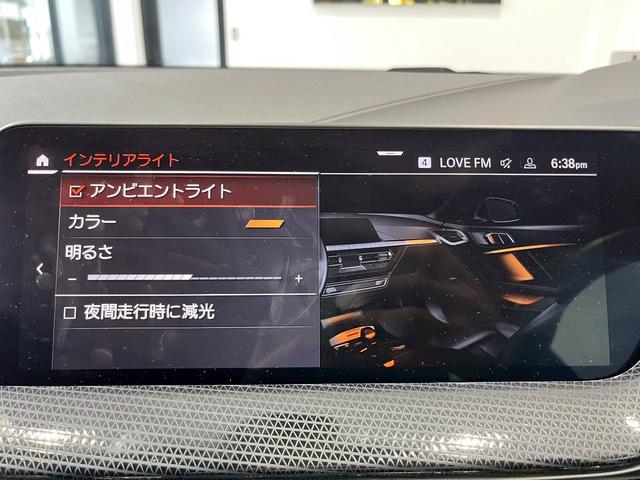 インテリアライト
4 LOVE FM 6:38pm
アンビエントライト
カラー
明るさ
- +
夜間走行時に減光